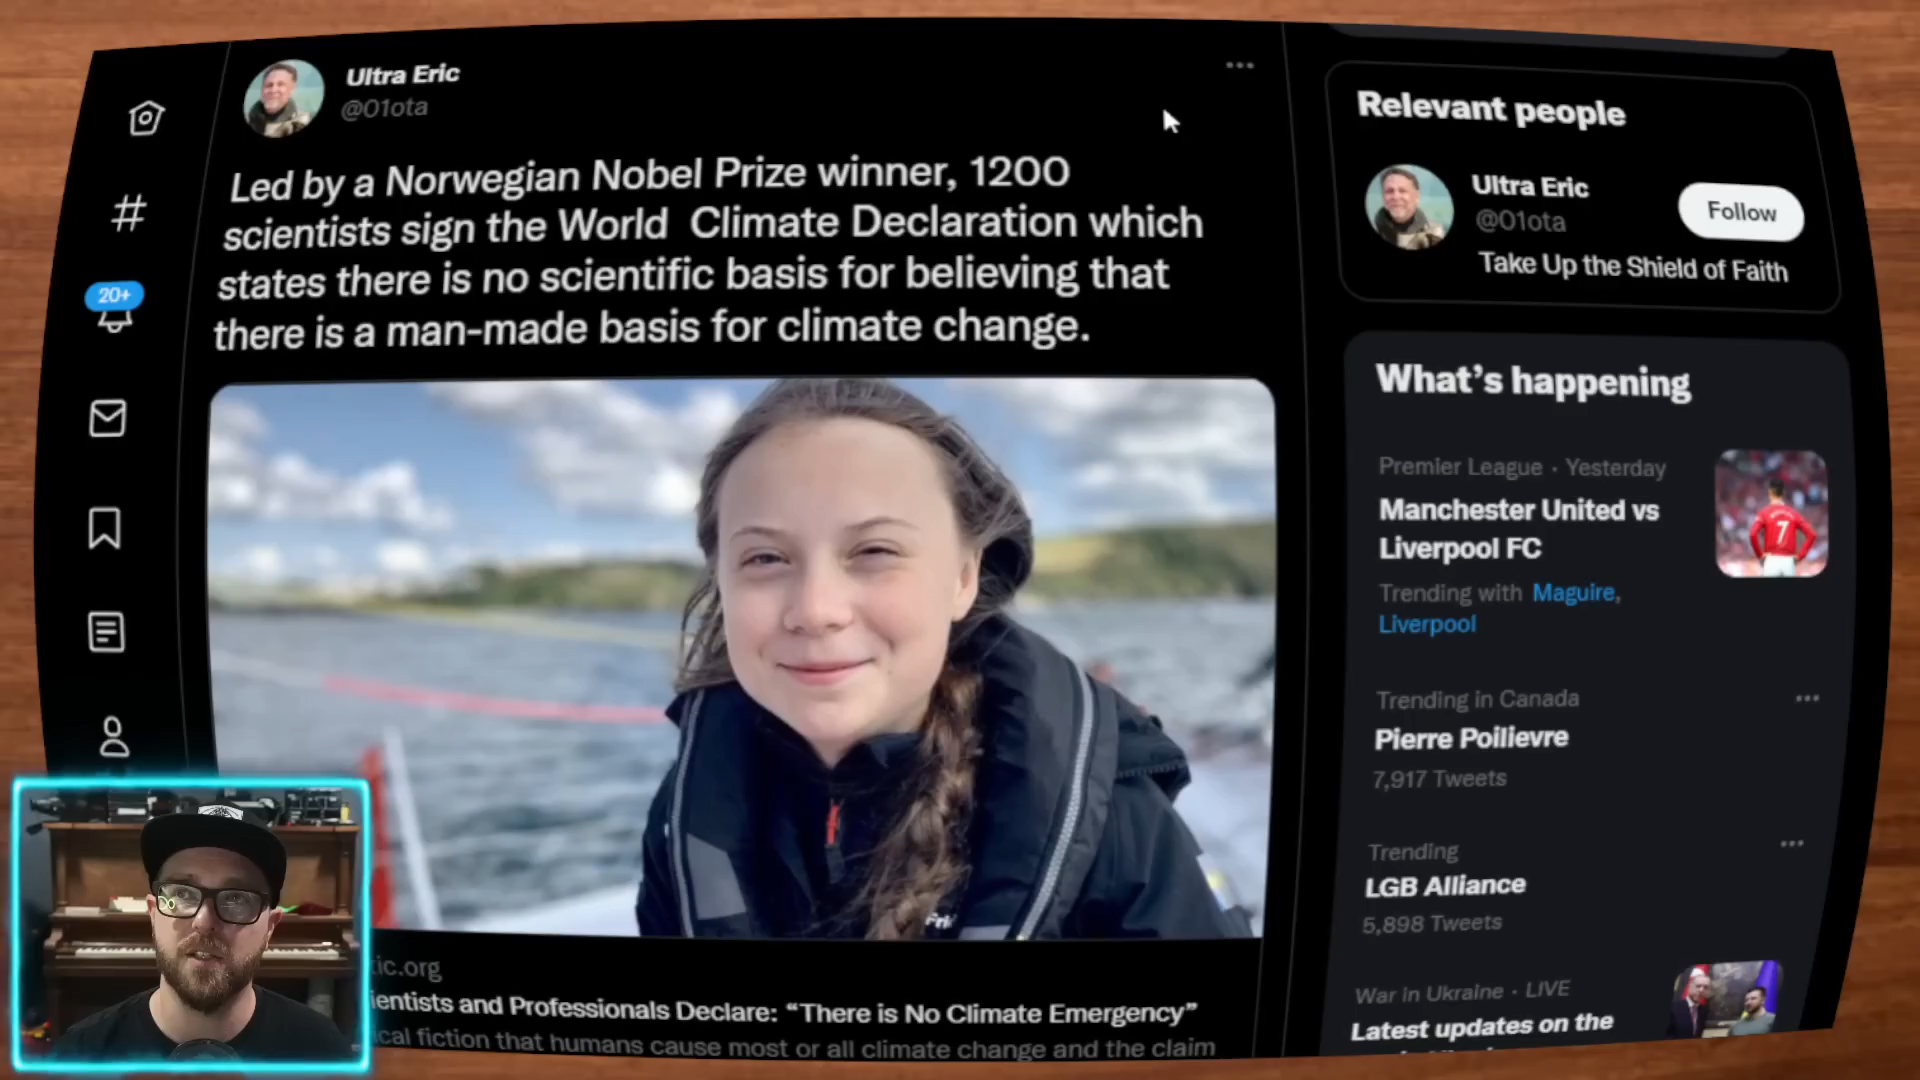 Ultra Eric
@01ota
Led by a Norwegian Nobel Prize winner, 1200
scientists sign the World Climate Declaration which
states there is no scientific basis for believing that
there is a man-made basis for climate change.
20+
tic.org
ientists and Professionals Declare: “There is No Climate Emergency”
ical fiction that humans cause most or all climate change and the claim
Relevant people
Ultra Eric
@01ota
Follow
Take Up the Shield of Faith
What’s happening
Premier League · Yesterday
Manchester United vs
Liverpool FC
Trending with Maguire,
Liverpool
7
Trending in Canada
Pierre Poilievre
7,917 Tweets
Trending
LGB Alliance
5,898 Tweets
War in Ukraine · LIVE
Latest updates on the